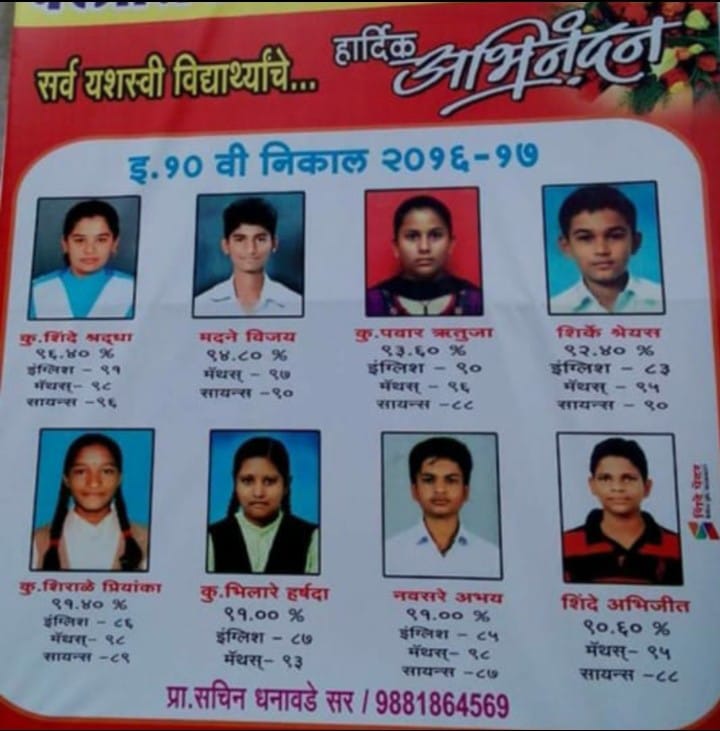 सर्व यशस्वी विद्यार्थ्यांचे... हार्दिक अभिनंदन
इ.१० वी निकाल २०१६-१७
कु.शिंदे श्रद्धा
९६.४० %
इंग्लिश - ९१
मॅथस्- ९८
सायन्स -९६
मदने विजय
९४.८० %
मॅथस् - ९७
सायन्स -९०
कु.पवार ऋतुजा
९३.६० %
इंग्लिश - ९०
मॅथस् - ९६
सायन्स -८८
शिर्के श्रेयस
९२.४० %
इंग्लिश - ८३
मॅथस् - ९५
सायन्स - ९०
कु.शिराळे प्रियांका
९१.४० %
इंग्लिश - ८६
मॅथस्- ९८
सायन्स -८९
कु.भिलारे हर्षदा
९१.०० %
इंग्लिश - ८७
मॅथस्- ९३
नवसरे अभय
९१.०० %
इंग्लिश - ८५
मॅथस्- ९८
सायन्स -८७
शिंदे अभिजीत
९०.६० %
मॅथस्- ९५
सायन्स -८८
प्रा.सचिन धनावडे सर / 9881864569